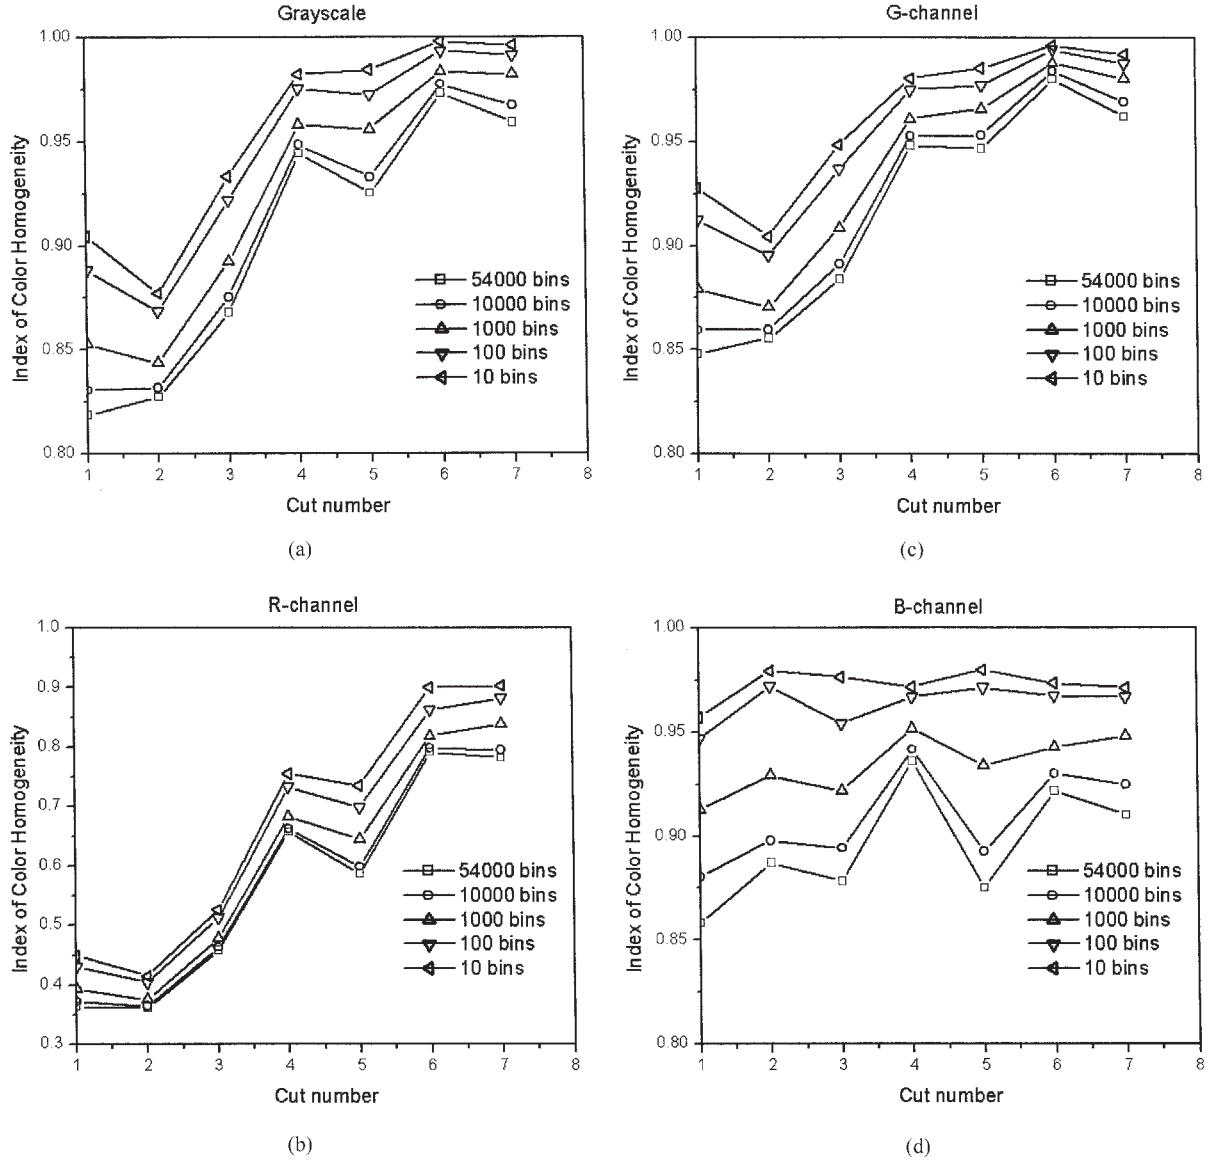 Grayscale
1.00
0.95
0.90
0.85
0.80
Index of Color Homogeneity
54000 bins
10000 bins
1000 bins
100 bins
10 bins
1 2 3 4 5 6 7 8
Cut number
(a)
G-channel
1.00
0.95
0.90
0.85
0.80
Index of Color Homogeneity
54000 bins
10000 bins
1000 bins
100 bins
10 bins
1 2 3 4 5 6 7 8
Cut number
(c)
R-channel
1.0
0.9
0.8
0.7
0.6
0.5
0.4
0.3
Index of Color Homogeneity
54000 bins
10000 bins
1000 bins
100 bins
10 bins
1 2 3 4 5 6 7 8
Cut number
(b)
B-channel
1.00
0.95
0.90
0.85
0.80
Index of Color Homogeneity
54000 bins
10000 bins
1000 bins
100 bins
10 bins
1 2 3 4 5 6 7 8
Cut number
(d)